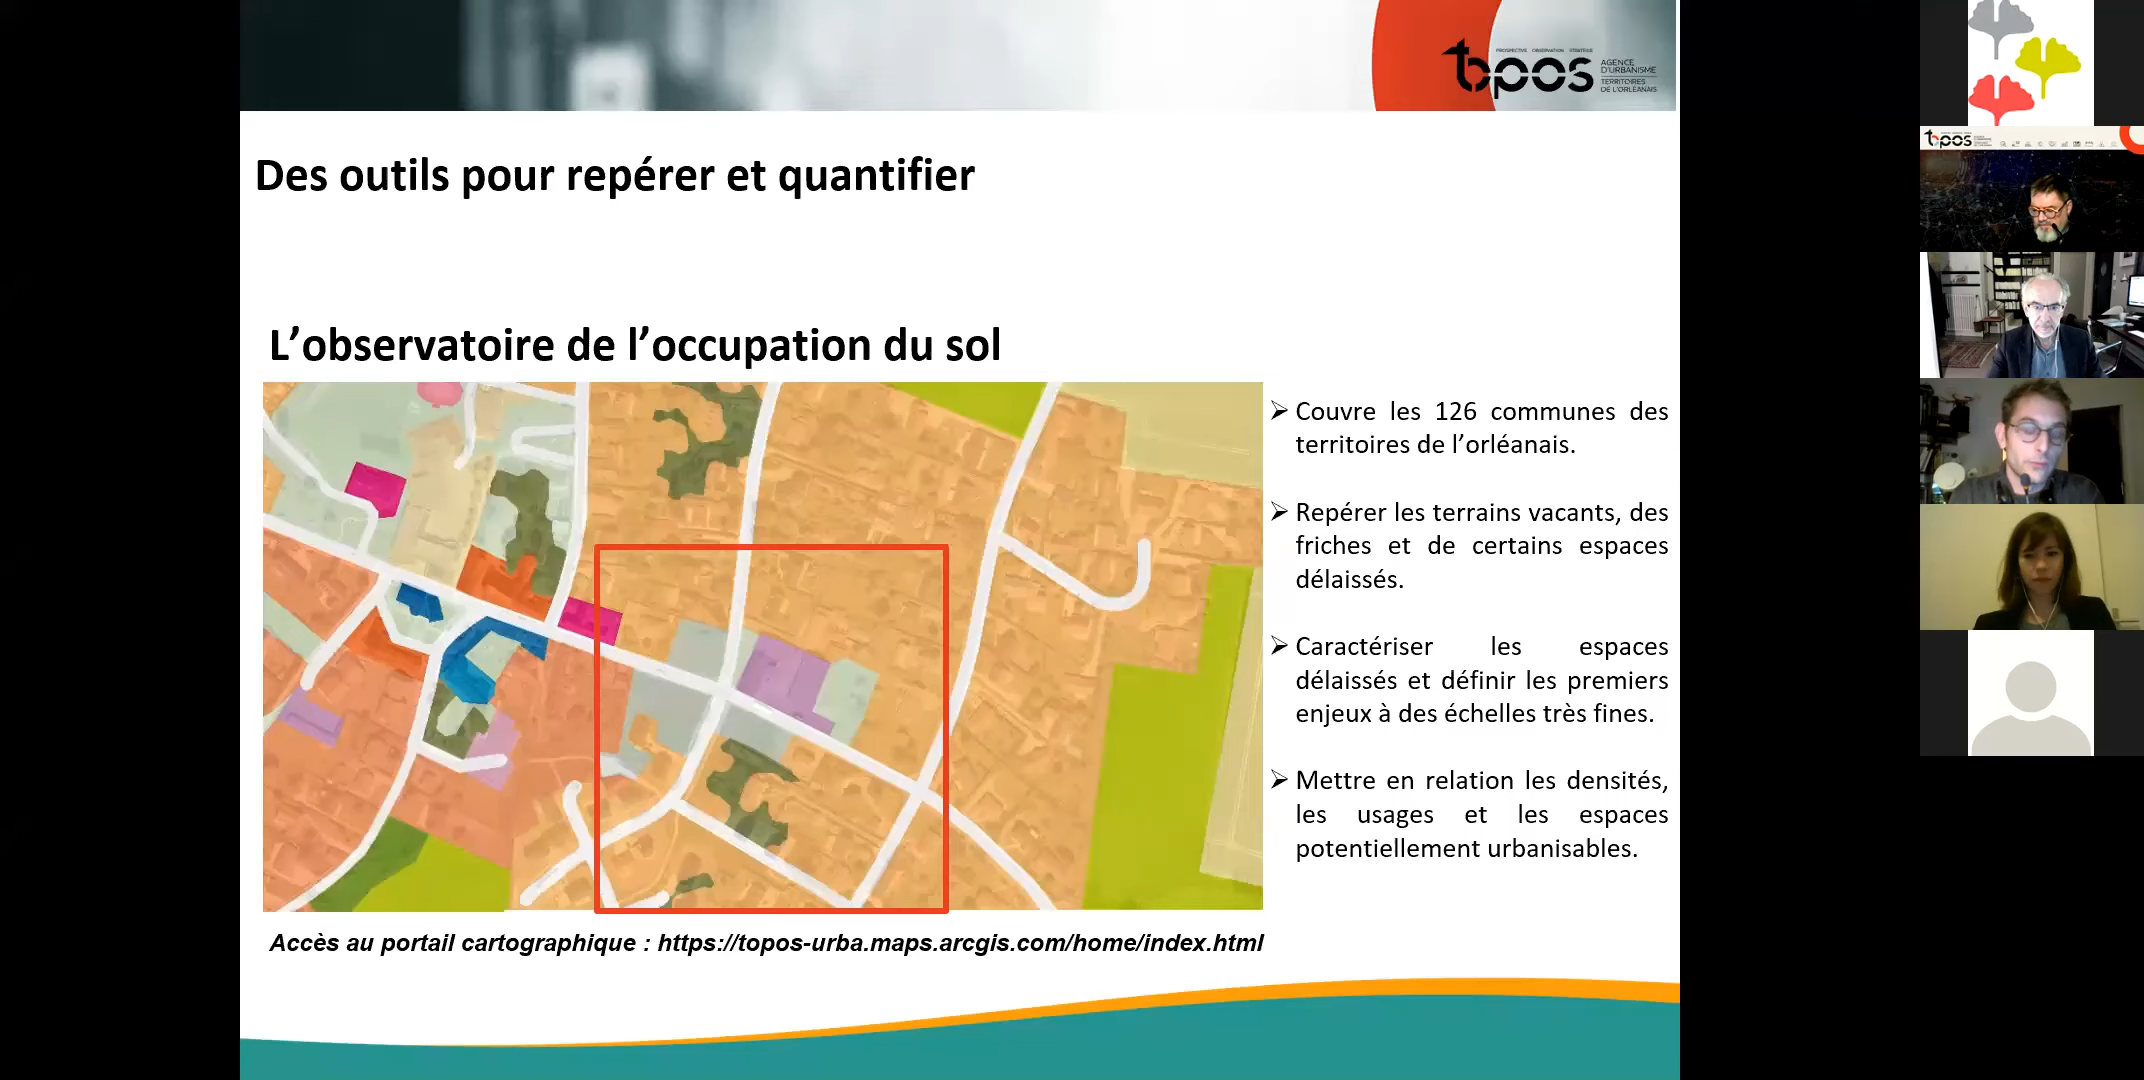 PROSPECTIVE OBSERVATION STRATEGIE
topos
AGENCE
D'URBANISME
TERRITOIRES
DE L'ORLÉANAIS
Des outils pour repérer et quantifier
L'observatoire de l'occupation du sol
➢ Couvre les 126 communes des
territoires de l'orléanais.
➢ Repérer les terrains vacants, des
friches et de certains espaces
délaissés.
➢ Caractériser les espaces
délaissés et définir les premiers
enjeux à des échelles très fines.
➢ Mettre en relation les densités,
les usages et les espaces
potentiellement urbanisables.
Accès au portail cartographique : https://topos-urba.maps.arcgis.com/home/index.html
topos